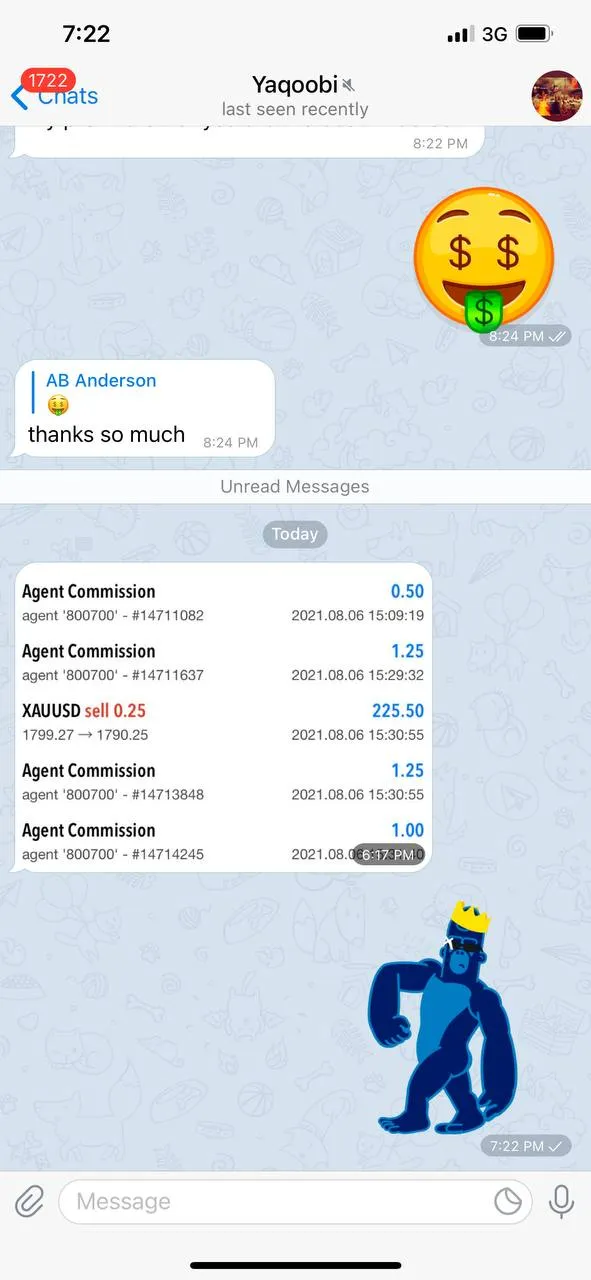 7:22
3G
1722
Chats
Yaqoobi
last seen recently
8:22 PM
$ $
$
8:24 PM
AB Anderson
🤑
thanks so much
8:24 PM
Unread Messages
Today
Agent Commission 0.50
agent '800700' - #14711082 2021.08.06 15:09:19
Agent Commission 1.25
agent '800700' - #14711637 2021.08.06 15:29:32
XAUUSD sell 0.25 225.50
1799.27 → 1790.25 2021.08.06 15:30:55
Agent Commission 1.25
agent '800700' - #14713848 2021.08.06 15:30:55
Agent Commission 1.00
agent '800700' - #14714245 2021.08.0
6:17 PM
7:22 PM
Message